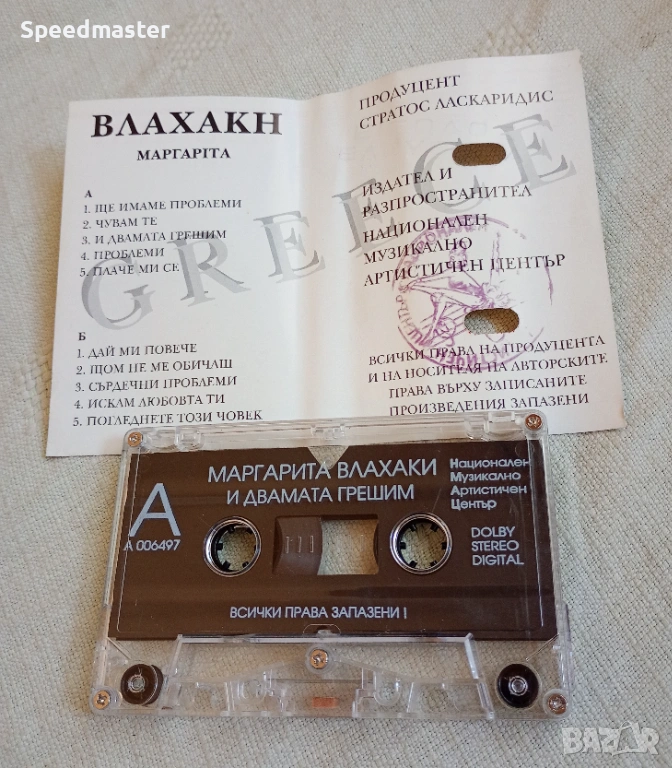 Speedmaster
ВЛАХАКИ
МАРГАРІТА
А
1. ЩЕ ИМАМЕ ПРОБЛЕМИ
2. ЧУВАМ ТЕ
3. И ДВАМАТА ГРЕШИМ
4. ПРОБЛЕМИ
5. ПЛАЧЕ МИ СЕ
Б
1. ДАЙ МИ ПОВЕЧЕ
2. ЩОМ НЕ МЕ ОБИЧАШ
3. СЪРДЕЧНИ ПРОБЛЕМИ
4. ИСКАМ ЛЮБОВТА ТИ
5. ПОГЛЕДНЕТЕ ТОЗИ ЧОВЕК
GREECE
ПРОДУЦЕНТ
СТРАТОС ЛАСКАРИДИС
ИЗДАТЕЛ И
РАЗПРОСТРАНИТЕЛ
НАЦИОНАЛЕН
МУЗИКАЛНО
АРТИСТИЧЕН ЦЕНТЪР
ВСИЧКИ ПРАВА НА ПРОДУЦЕНТА
И НА НОСИТЕЛЯ НА АВТОРСКИТЕ
ПРАВА ВЪРХУ ЗАПИСАНИТЕ
ПРОИЗВЕДЕНИЯ ЗАПАЗЕНИ
МАРГАРИТА ВЛАХАКИ
И ДВАМАТА ГРЕШИМ
Национален
Музикално
Артистичен
Център
A
A 006497
DOLBY
STEREO
DIGITAL
ВСИЧКИ ПРАВА ЗАПАЗЕНИ !
BAZAR